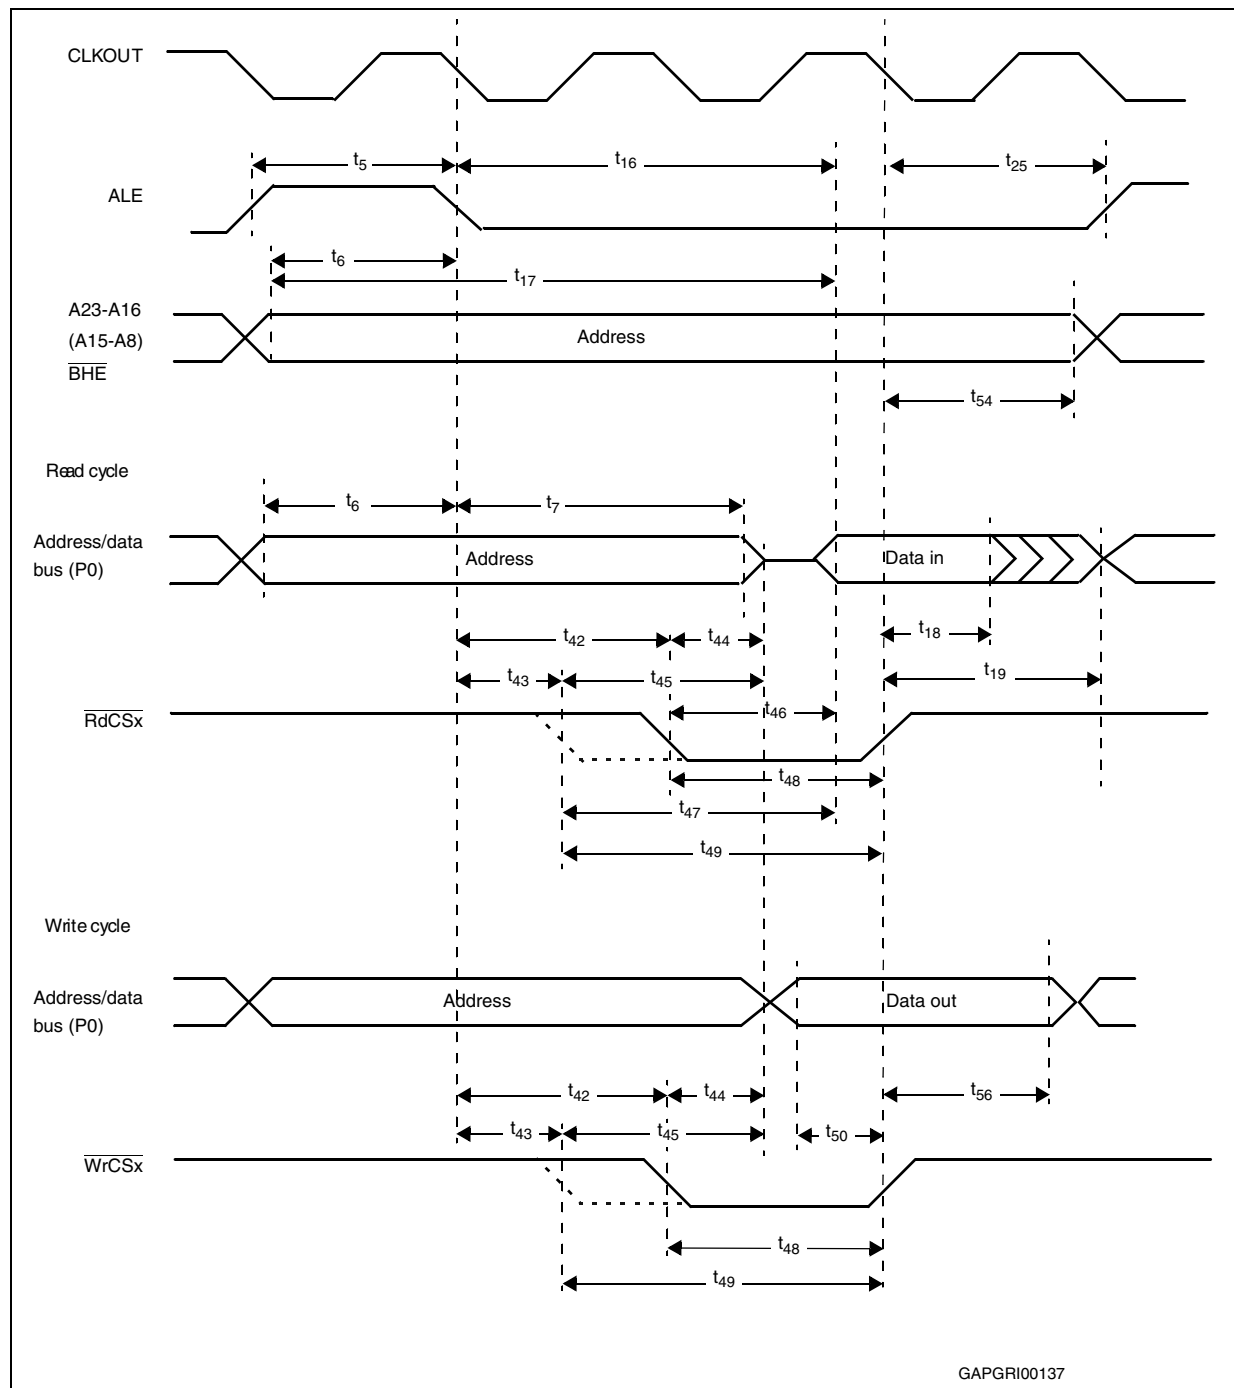 CLKOUT
t5 t16 t25
ALE
t6
t17
A23-A16
(A15-A8) Address
BHE
t54
Read cycle
t6 t7
Address/data
bus (P0) Address Data in
t42 t44 t18
t43 t45 t19
RdCSx t46
t48
t47
t49
Write cycle
Address/data
bus (P0) Address Data out
t42 t44 t56
t43 t45 t50
WrCSx
t48
t49
GAPGRI00137